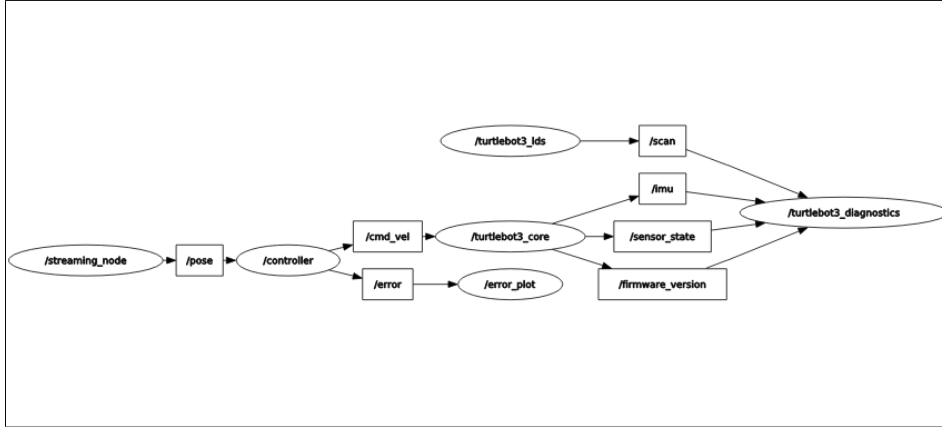 /turtlebot3_lds
/scan
/imu
/turtlebot3_diagnostics
/cmd_vel
/turtlebot3_core
/sensor_state
/streaming_node
/pose
/controller
/error
/error_plot
/firmware_version